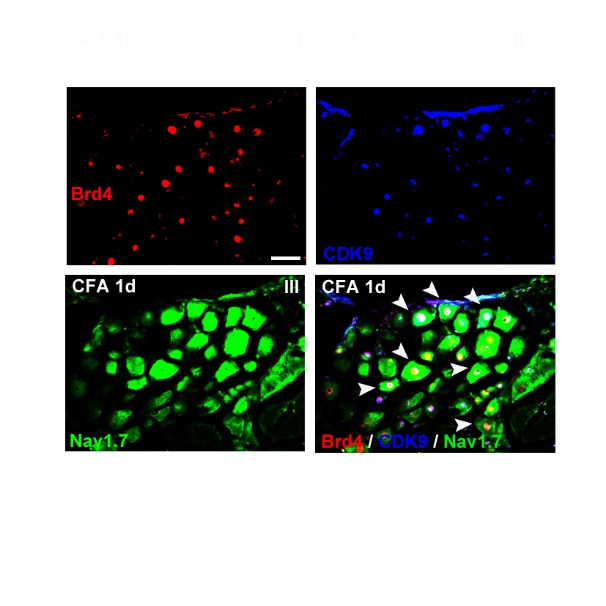 CFA 1d I CFA 1d II
Brd4
CDK9
CFA 1d III CFA 1d
Nav1.7 Brd4 / CDK9 / Nav1.7